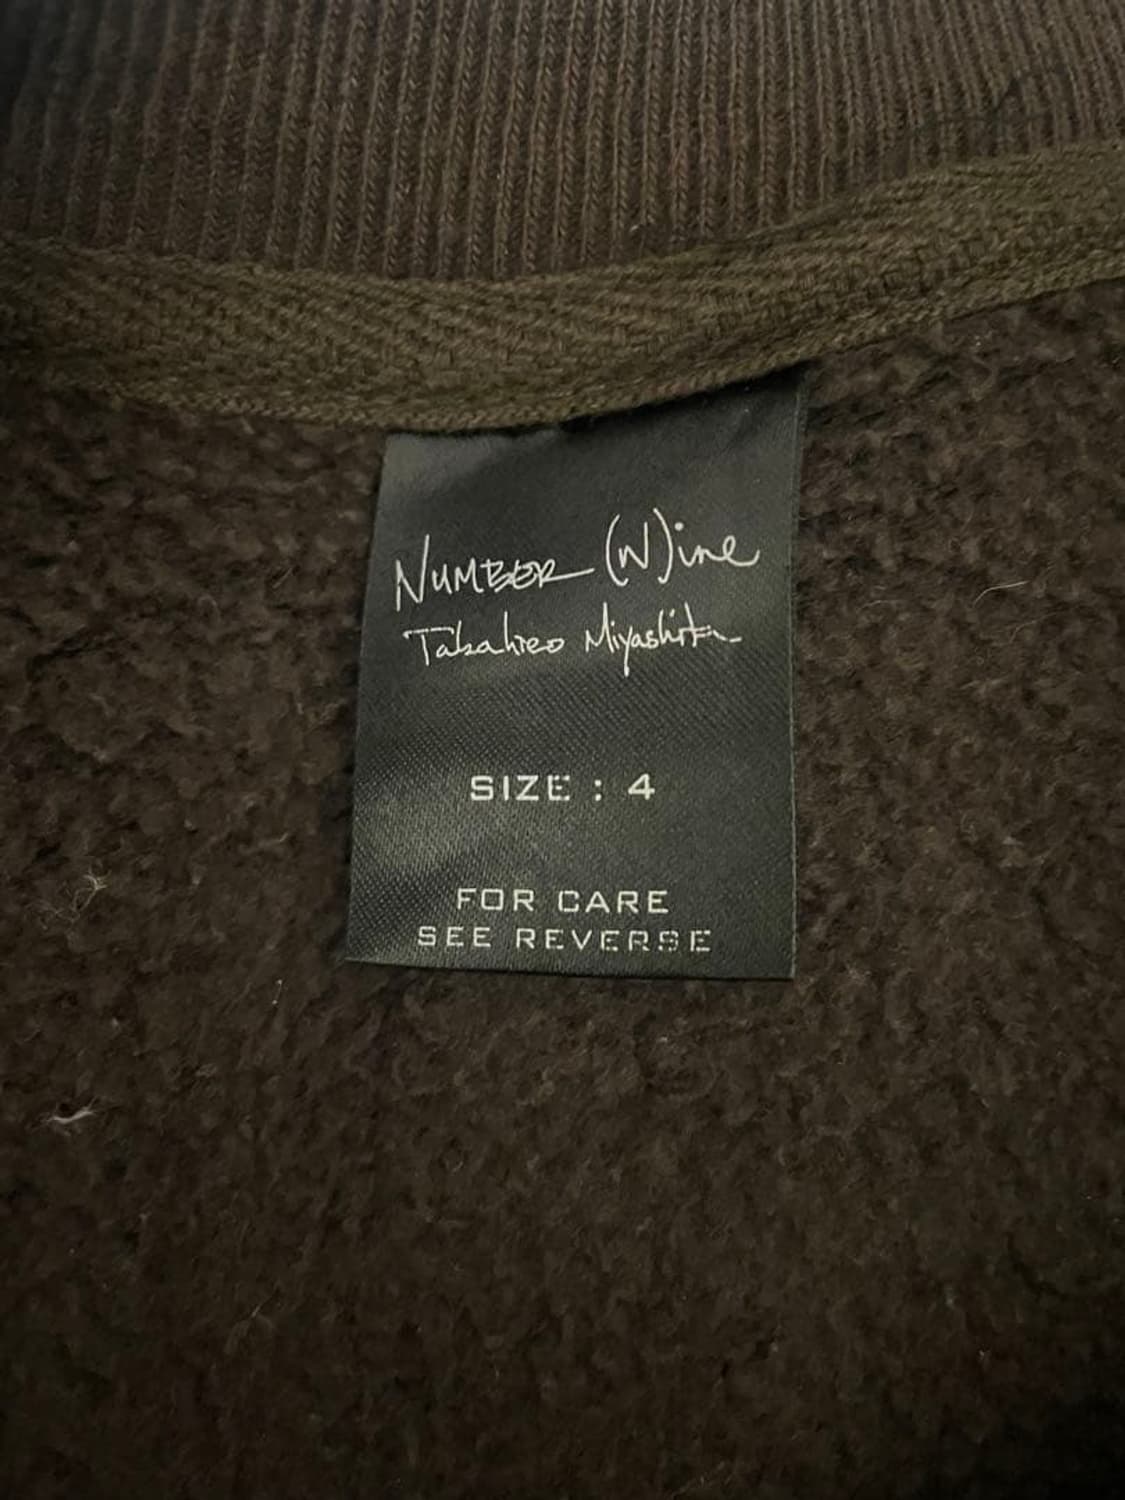 NUMBER (N)ine
Takahiro Miyashita
SIZE : 4
FOR CARE
SEE REVERSE